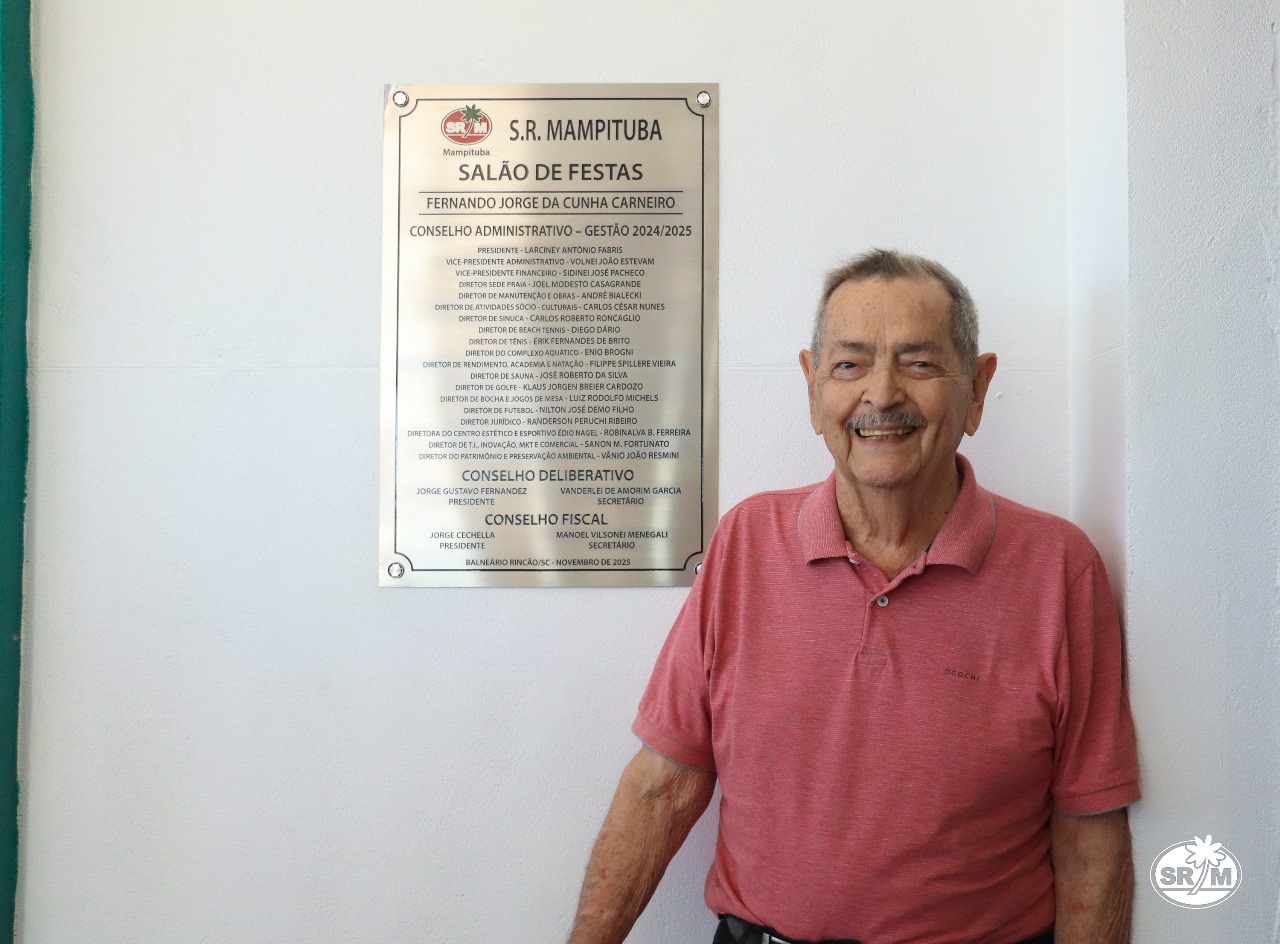 SRM
Mampituba
S.R. MAMPITUBA
SALÃO DE FESTAS
FERNANDO JORGE DA CUNHA CARNEIRO
CONSELHO ADMINISTRATIVO – GESTÃO 2024/2025
PRESIDENTE - LARCINEY ANTÔNIO FABRIS
VICE-PRESIDENTE ADMINISTRATIVO - VOLNEI JOÃO ESTEVAM
VICE-PRESIDENTE FINANCEIRO - SIDINEI JOSÉ PACHECO
DIRETOR SEDE PRAIA - JOEL MODESTO CASAGRANDE
DIRETOR DE MANUTENÇÃO E OBRAS - ANDRÉ BIALECKI
DIRETOR DE ATIVIDADES SÓCIO - CULTURAIS - CARLOS CÉSAR NUNES
DIRETOR DE SINUCA - CARLOS ROBERTO RONCAGLIO
DIRETOR DE BEACH TENNIS - DIEGO DÁRIO
DIRETOR DE TÊNIS - ÉRIK FERNANDES DE BRITO
DIRETOR DO COMPLEXO AQUÁTICO - ENIO BROGNI
DIRETOR DE RENDIMENTO, ACADEMIA E NATAÇÃO - FILIPPE SPILLERE VIEIRA
DIRETOR DE SAUNA - JOSÉ ROBERTO DA SILVA
DIRETOR DE GOLFE - KLAUS JORGEN BREIER CARDOZO
DIRETOR DE BOCHA E JOGOS DE MESA - LUIZ RODOLFO MICHELS
DIRETOR DE FUTEBOL - NILTON JOSÉ DEMO FILHO
DIRETOR JURÍDICO - RANDERSON PERUCHI RIBEIRO
DIRETORA DO CENTRO ESTÉTICO E ESPORTIVO ÉDIO NAGEL - ROBINALVA B. FERREIRA
DIRETOR DE T.I., INOVAÇÃO, MKT E COMERCIAL - SANON M. FORTUNATO
DIRETOR DO PATRIMÔNIO E PRESERVAÇÃO AMBIENTAL - VÂNIO JOÃO RESMINI
CONSELHO DELIBERATIVO
JORGE GUSTAVO FERNANDEZ VANDERLEI DE AMORIM GARCIA
PRESIDENTE SECRETÁRIO
CONSELHO FISCAL
JORGE CECHELLA MANOEL VILSONEI MENEGALI
PRESIDENTE SECRETÁRIO
BALNEÁRIO RINCÃO/SC - NOVEMBRO DE 2025
OGOCHI
SRM